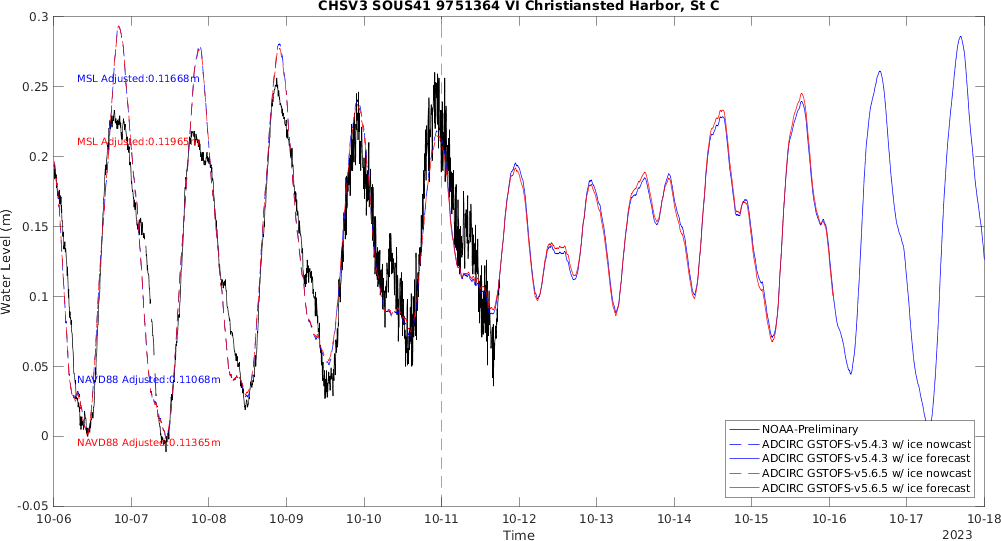 CHSV3 SOUS41 9751364 VI Christiansted Harbor, St C
0.3
0.25
0.2
0.15
0.1
0.05
0
-0.05
Water Level (m)
MSL Adjusted:0.11668m
MSL Adjusted:0.11965m
NAVD88 Adjusted:0.11068m
NAVD88 Adjusted:0.11365m
NOAA-Preliminary
ADCIRC GSTOFS-v5.4.3 w/ ice nowcast
ADCIRC GSTOFS-v5.4.3 w/ ice forecast
ADCIRC GSTOFS-v5.6.5 w/ ice nowcast
ADCIRC GSTOFS-v5.6.5 w/ ice forecast
10-06 10-07 10-08 10-09 10-10 10-11 10-12 10-13 10-14 10-15 10-16 10-17 10-18
Time
2023